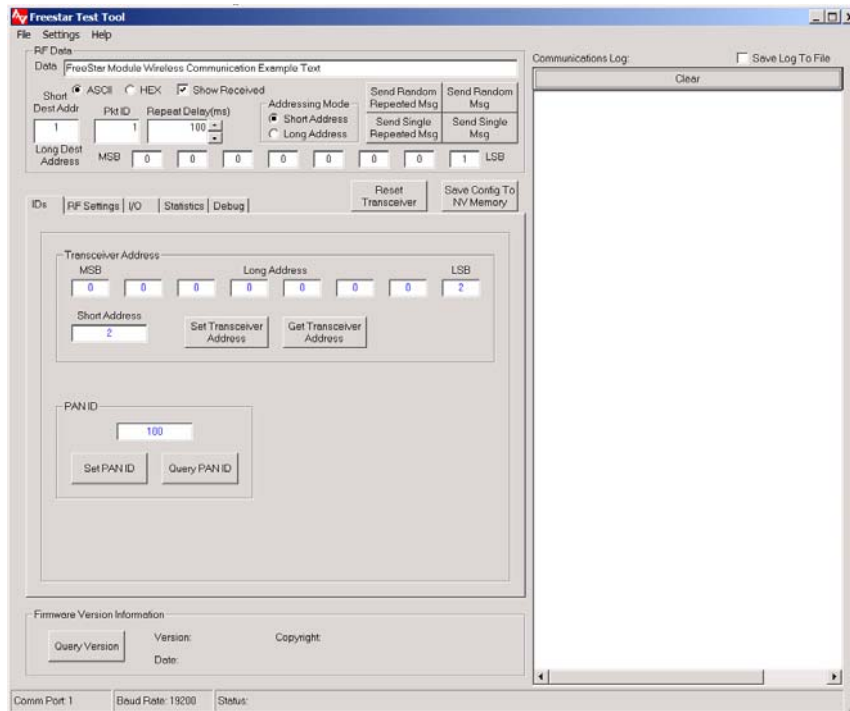 Freestar Test Tool
File Settings Help
RF Data
Data FreeStar Module Wireless Communication Example Text
Short Dest Addr
ASCII HEX Show Received
Pkt ID
Repeat Delay(ms)
1 1 100
Addressing Mode
Short Address
Long Address
Send Random Repeated Msg
Send Random Msg
Send Single Repeated Msg
Send Single Msg
Long Dest Address MSB 0 0 0 0 0 0 0 1 LSB
Reset Transceiver
Save Config To NV Memory
IDs RF Settings I/O Statistics Debug
Transceiver Address
MSB Long Address LSB
0 0 0 0 0 0 0 2
Short Address
2
Set Transceiver Address
Get Transceiver Address
PAN ID
100
Set PAN ID Query PAN ID
Firmware Version Information
Query Version
Version: Copyright:
Date:
Communications Log: Save Log To File
Clear
Comm Port: 1 Baud Rate: 19200 Status: